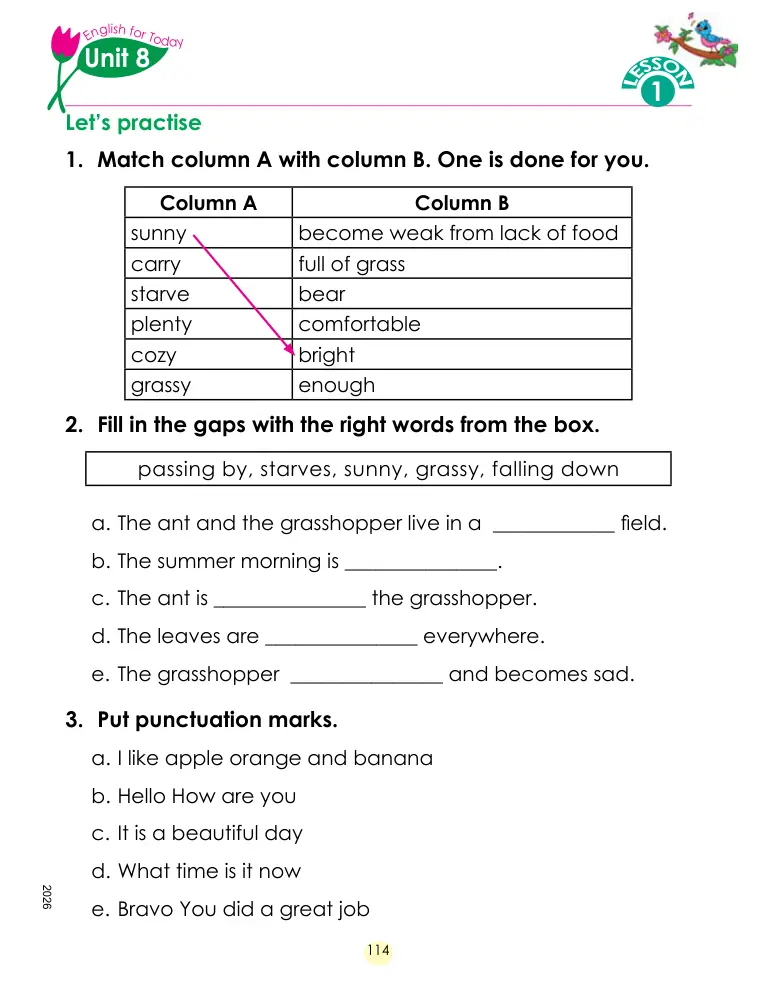 English for Today
Unit 8
LESSON
1
Let's practise
1. Match column A with column B. One is done for you.
Column A Column B
sunny become weak from lack of food
carry full of grass
starve bear
plenty comfortable
cozy bright
grassy enough
2. Fill in the gaps with the right words from the box.
passing by, starves, sunny, grassy, falling down
a. The ant and the grasshopper live in a ____________ field.
b. The summer morning is _______________.
c. The ant is _______________ the grasshopper.
d. The leaves are _______________ everywhere.
e. The grasshopper _______________ and becomes sad.
3. Put punctuation marks.
a. I like apple orange and banana
b. Hello How are you
c. It is a beautiful day
d. What time is it now
e. Bravo You did a great job
2026
114